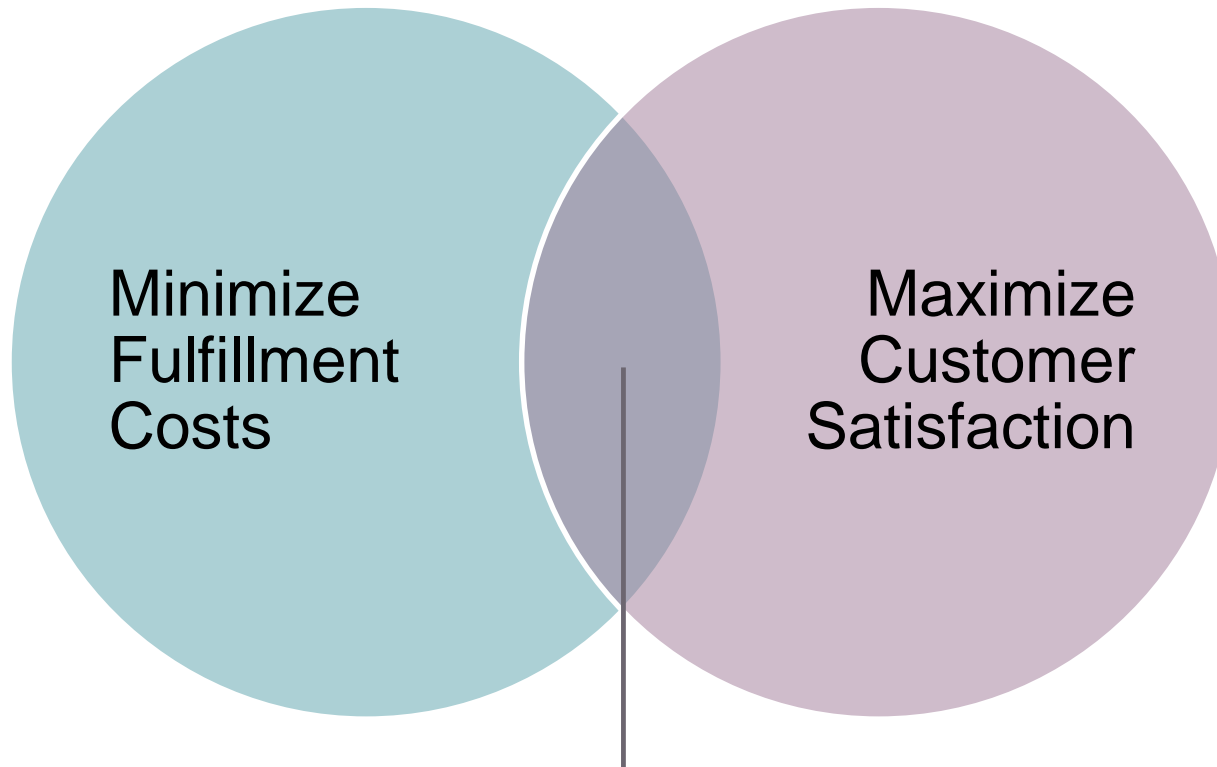 Minimize
Fulfillment
Costs
Maximize
Customer
Satisfaction